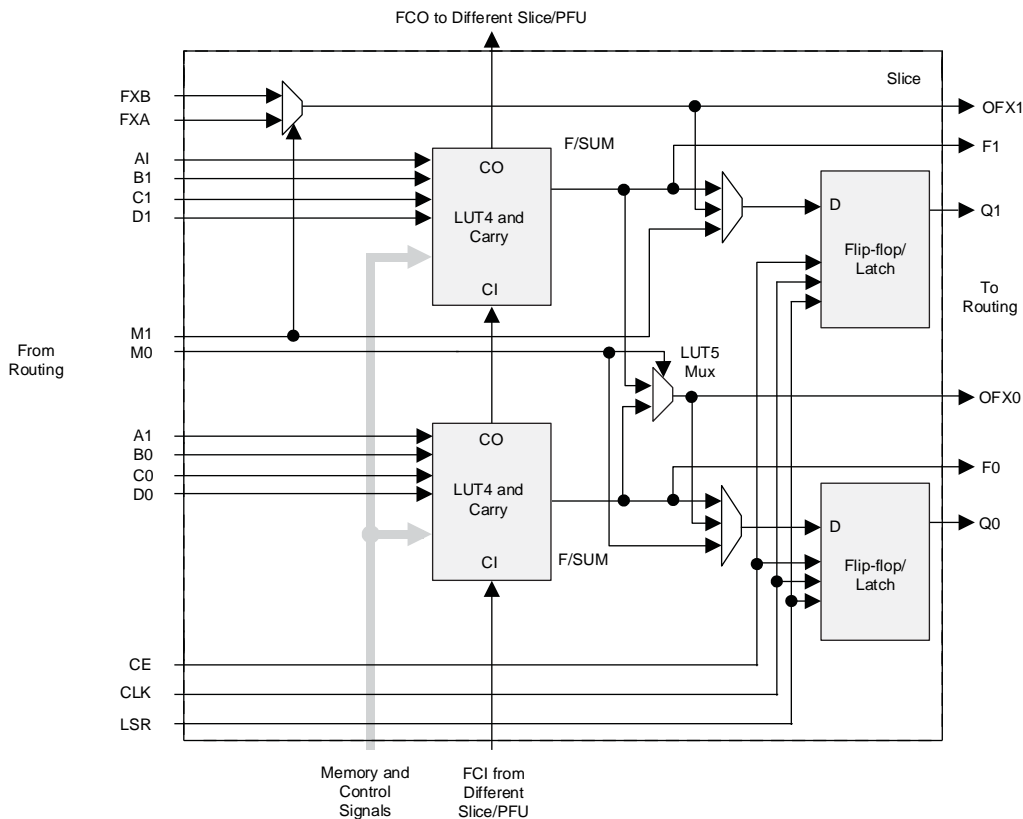 FCO to Different Slice/PFU
Slice
FXB
FXA
OFX1
F/SUM
F1
AI
B1
C1
D1
CO
LUT4 and
Carry
CI
D
Flip-flop/
Latch
Q1
To
Routing
From
Routing
M1
M0
LUT5
Mux
OFX0
A1
B0
C0
D0
CO
LUT4 and
Carry
CI
F/SUM
F0
D
Flip-flop/
Latch
Q0
CE
CLK
LSR
Memory and
Control
Signals
FCI from
Different
Slice/PFU